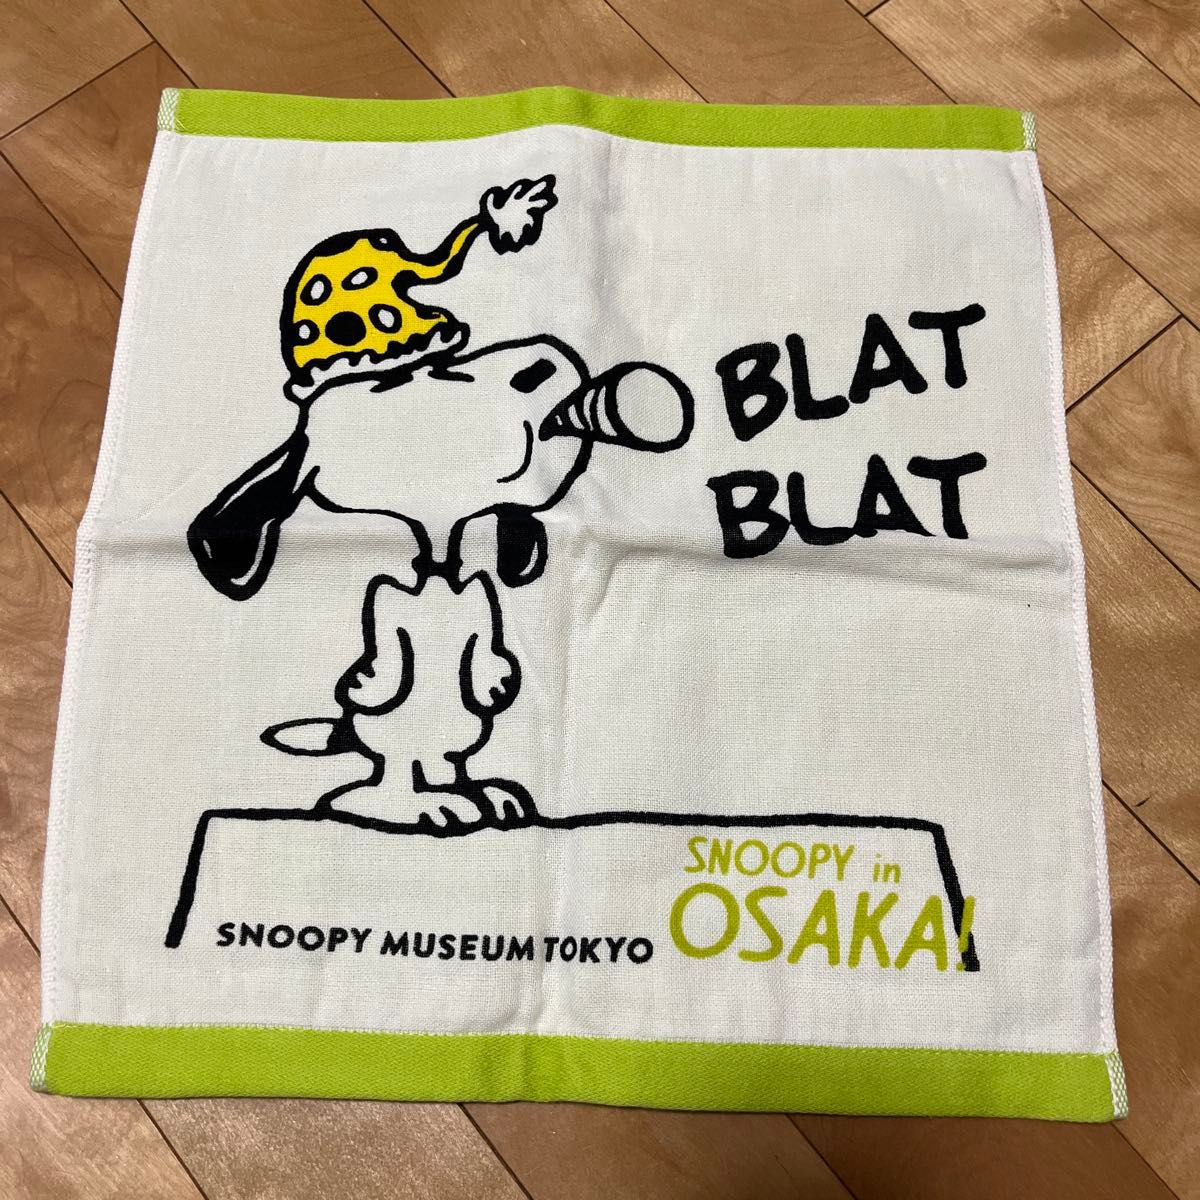 BLAT
BLAT
SNOOPY in
OSAKA!
SNOOPY MUSEUM TOKYO